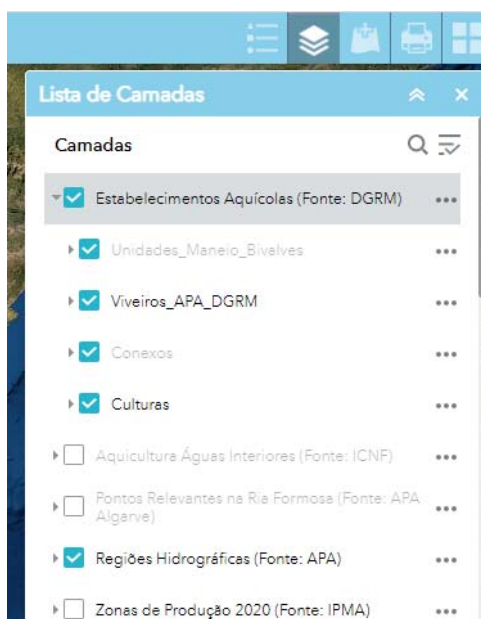 Lista de Camadas
Camadas
Estabelecimentos Aquícolas (Fonte: DGRM)
Unidades_Maneio_Bivalves
Viveiros_APA_DGRM
Conexos
Culturas
Aquicultura Águas Interiores (Fonte: ICNF)
Pontos Relevantes na Ria Formosa (Fonte: APA
Algarve)
Regiões Hidrográficas (Fonte: APA)
Zonas de Produção 2020 (Fonte: IPMA)